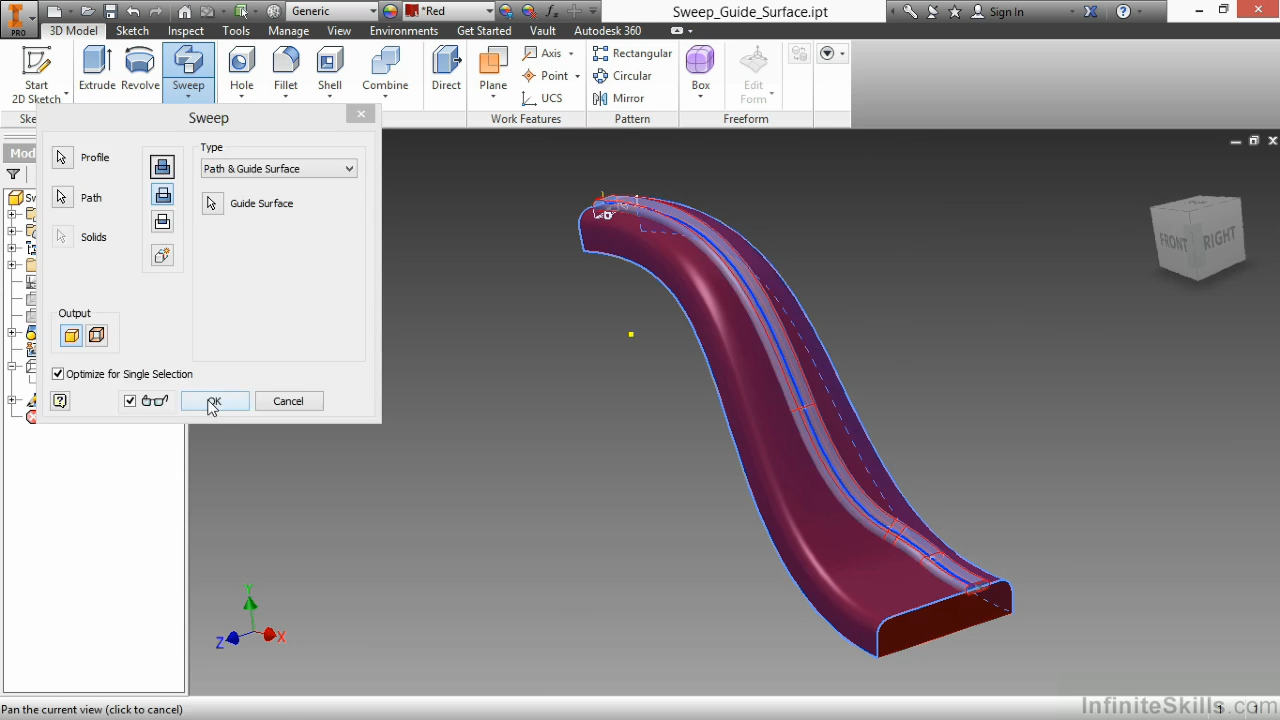 Generic
*Red
Sweep_Guide_Surface.ipt
Sign In
PRO
3D Model Sketch Inspect Tools Manage View Environments Get Started Vault Autodesk 360
Start
2D Sketch
Extrude
Revolve
Sweep
Hole
Fillet
Shell
Combine
Direct
Plane
Axis
Point
UCS
Rectangular
Circular
Mirror
Box
Edit
Form
Work Features
Pattern
Freeform
Sweep
Profile
Path
Solids
Type
Path & Guide Surface
Guide Surface
Output
Optimize for Single Selection
OK
Cancel
FRONT
RIGHT
Y
Z
X
Pan the current view (click to cancel)
InfiniteSkills.com